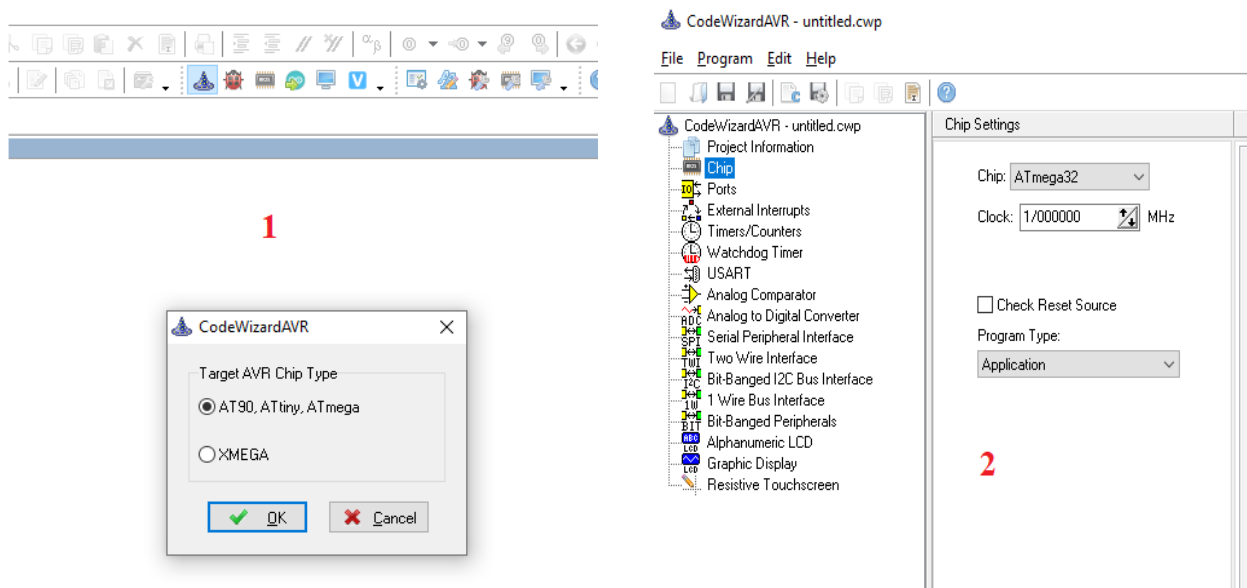 1
CodeWizardAVR
Target AVR Chip Type
AT90, ATtiny, ATmega
XMEGA
OK
Cancel
CodeWizardAVR - untitled.cwp
File Program Edit Help
CodeWizardAVR - untitled.cwp
Project Information
Chip
Ports
External Interrupts
Timers/Counters
Watchdog Timer
USART
Analog Comparator
Analog to Digital Converter
Serial Peripheral Interface
Two Wire Interface
Bit-Banged I2C Bus Interface
1 Wire Bus Interface
Bit-Banged Peripherals
Alphanumeric LCD
Graphic Display
Resistive Touchscreen
Chip Settings
Chip: ATmega32
Clock: 1/000000 MHz
Check Reset Source
Program Type:
Application
2